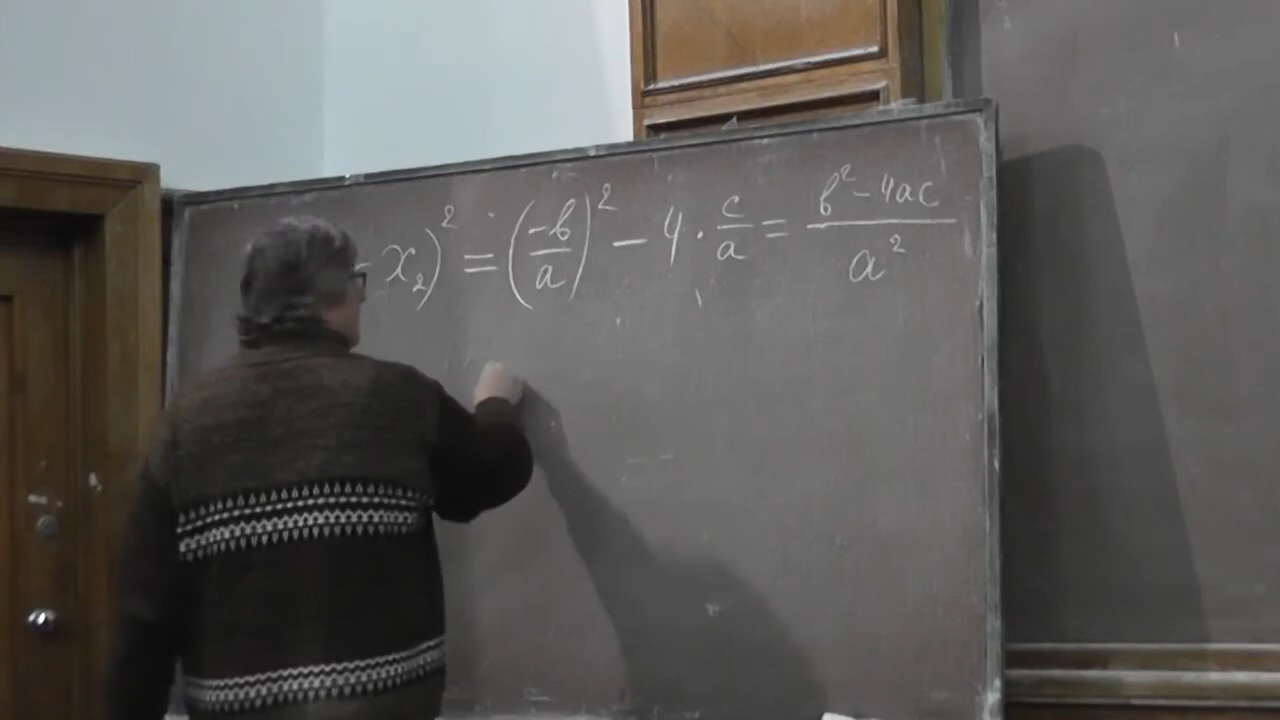 - x₂)² = (-b/a)² - 4 · c/a = (b² - 4ac)/a²